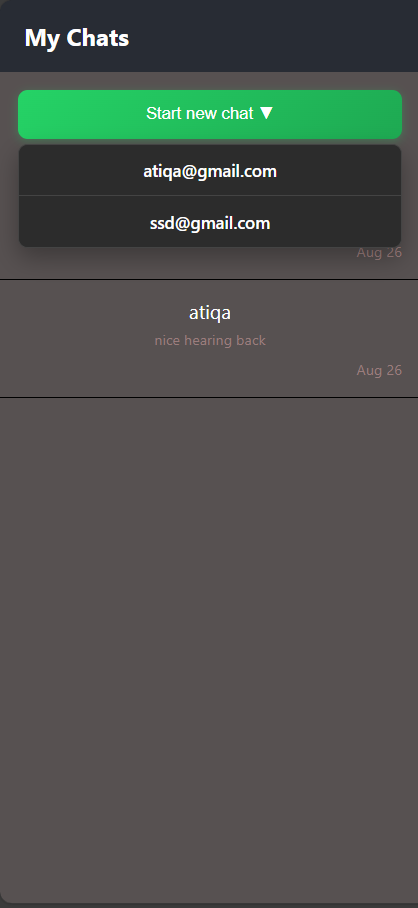 My Chats
Start new chat ▼
atiqa@gmail.com
ssd@gmail.com
Aug 26
atiqa
nice hearing back
Aug 26